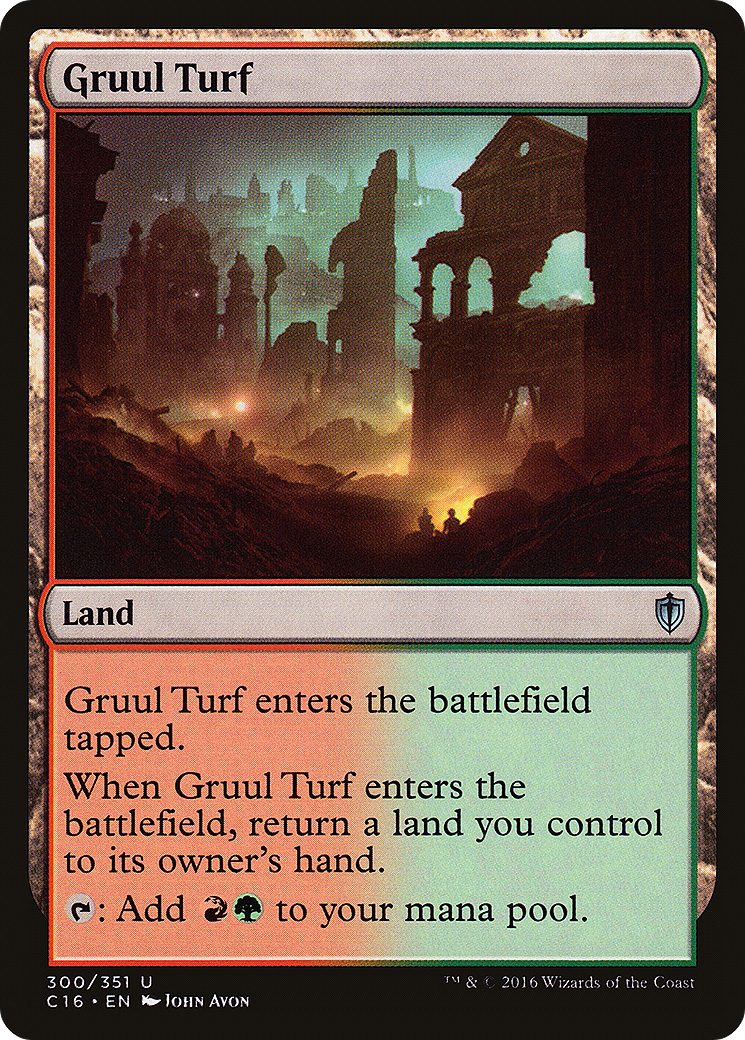 Gruul Turf
Land
Gruul Turf enters the battlefield
tapped.
When Gruul Turf enters the
battlefield, return a land you control
to its owner's hand.
: Add to your mana pool.
300/351 U
™ & © 2016 Wizards of the Coast
C16 • EN John Avon